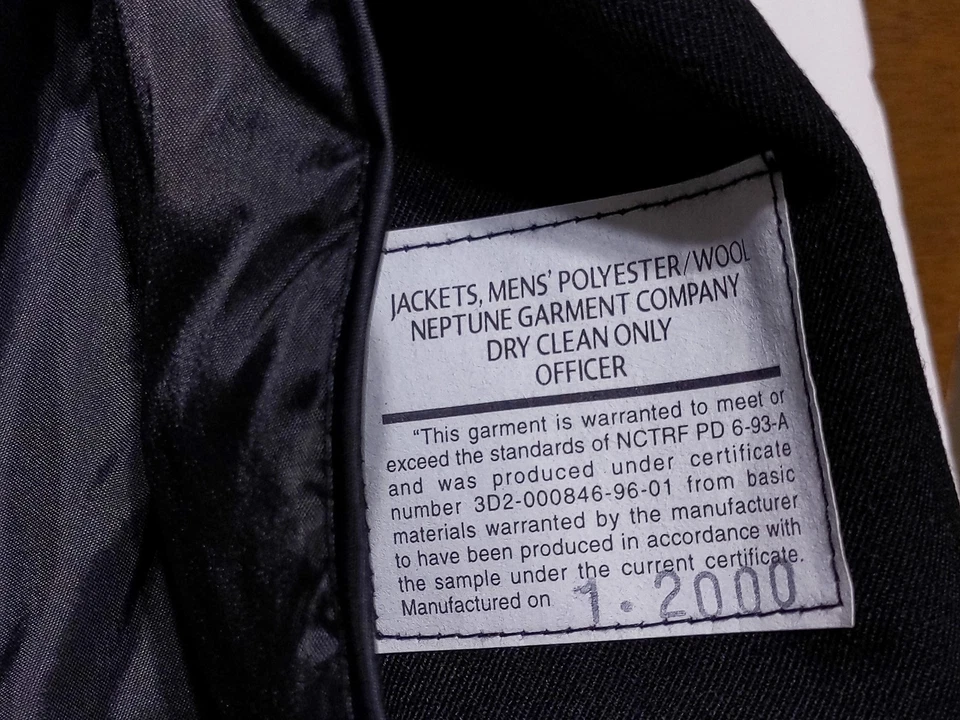 JACKETS, MENS' POLYESTER/WOOL
NEPTUNE GARMENT COMPANY
DRY CLEAN ONLY
OFFICER
"This garment is warranted to meet or
exceed the standards of NCTRF PD 6-93-A
and was produced under certificate
number 3D2-000846-96-01 from basic
materials warranted by the manufacturer
to have been produced in accordance with
the sample under the current certificate.
Manufactured on 1. 2000